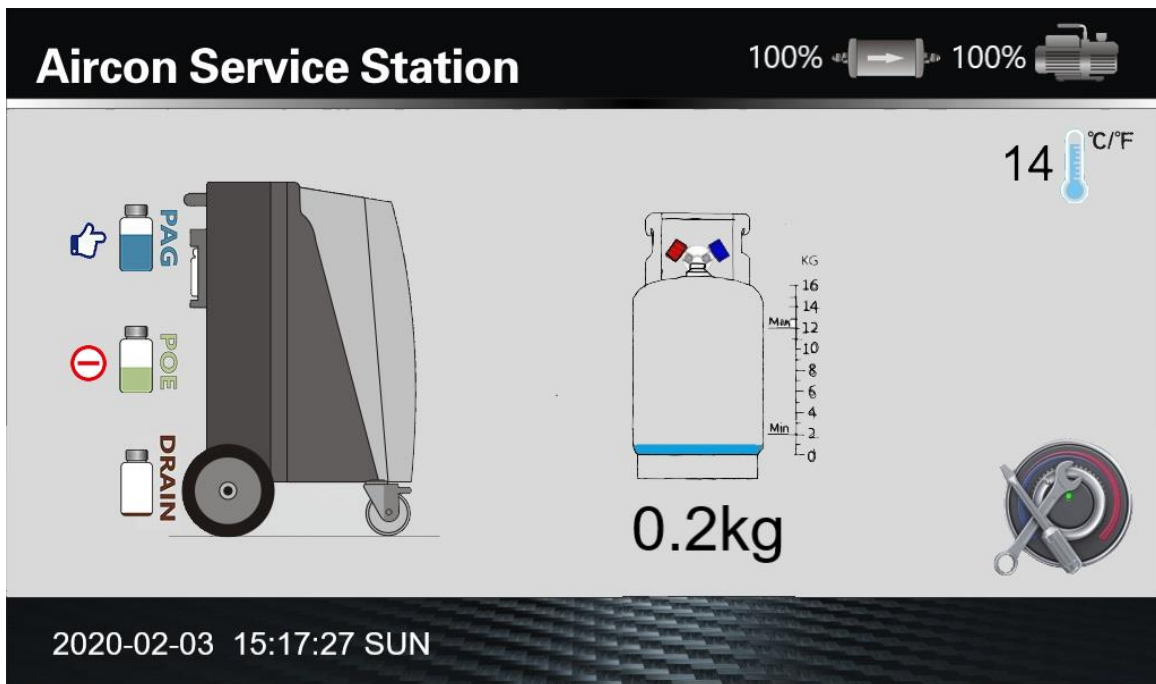 Aircon Service Station
100%
100%
14
°C/°F
PAG
POE
DRAIN
KG
16
14
Max
12
10
8
6
4
Min
2
0
0.2kg
2020-02-03 15:17:27 SUN